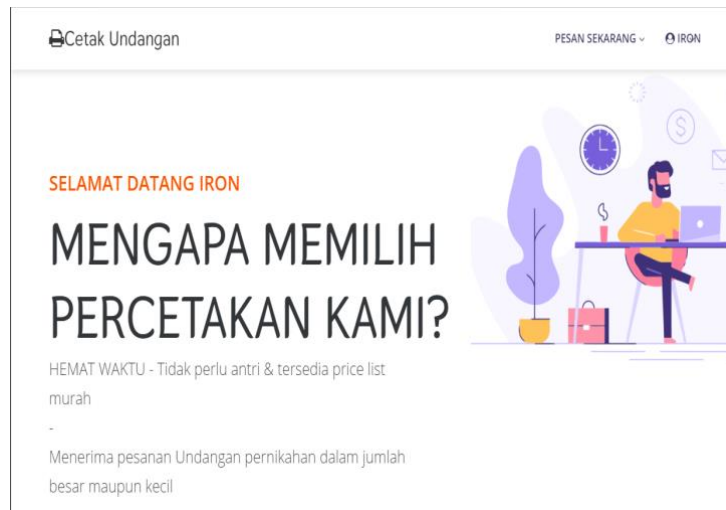 Cetak Undangan
PESAN SEKARANG
IRON
SELAMAT DATANG IRON
MENGAPA MEMILIH
PERCETAKAN KAMI?
HEMAT WAKTU - Tidak perlu antri & tersedia price list
murah
-
Menerima pesanan Undangan pernikahan dalam jumlah
besar maupun kecil